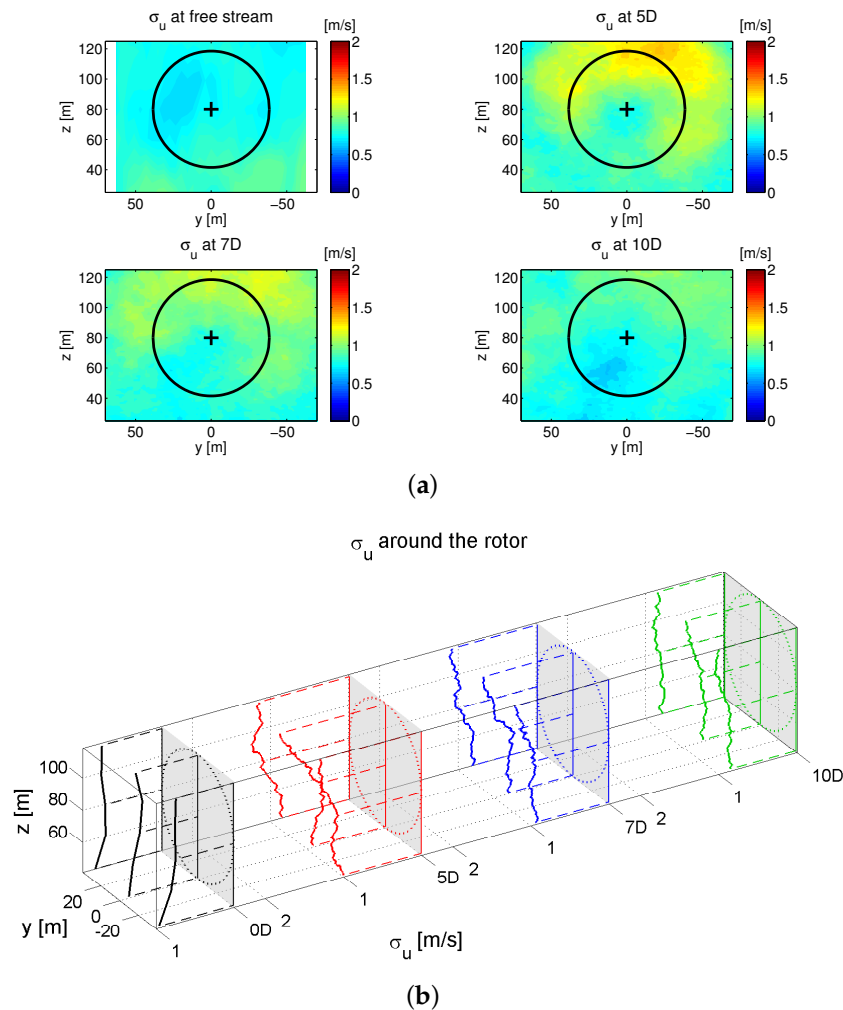 σu at free stream
[m/s]
z [m]
100
80
60
40
50
0
−50
y [m]
2
1.5
1
0.5
0
σu at 5D
[m/s]
z [m]
120
100
80
60
40
50
0
−50
y [m]
2
1.5
1
0.5
0
σu at 7D
[m/s]
z [m]
120
100
80
60
40
50
0
−50
y [m]
2
1.5
1
0.5
0
σu at 10D
[m/s]
z [m]
120
100
80
60
40
50
0
−50
y [m]
2
1.5
1
0.5
0
(a)
σu around the rotor
z [m]
100
80
60
y [m]
20
0
-20
1
0D
2
1
5D
2
1
7D
2
1
10D
σu [m/s]
(b)